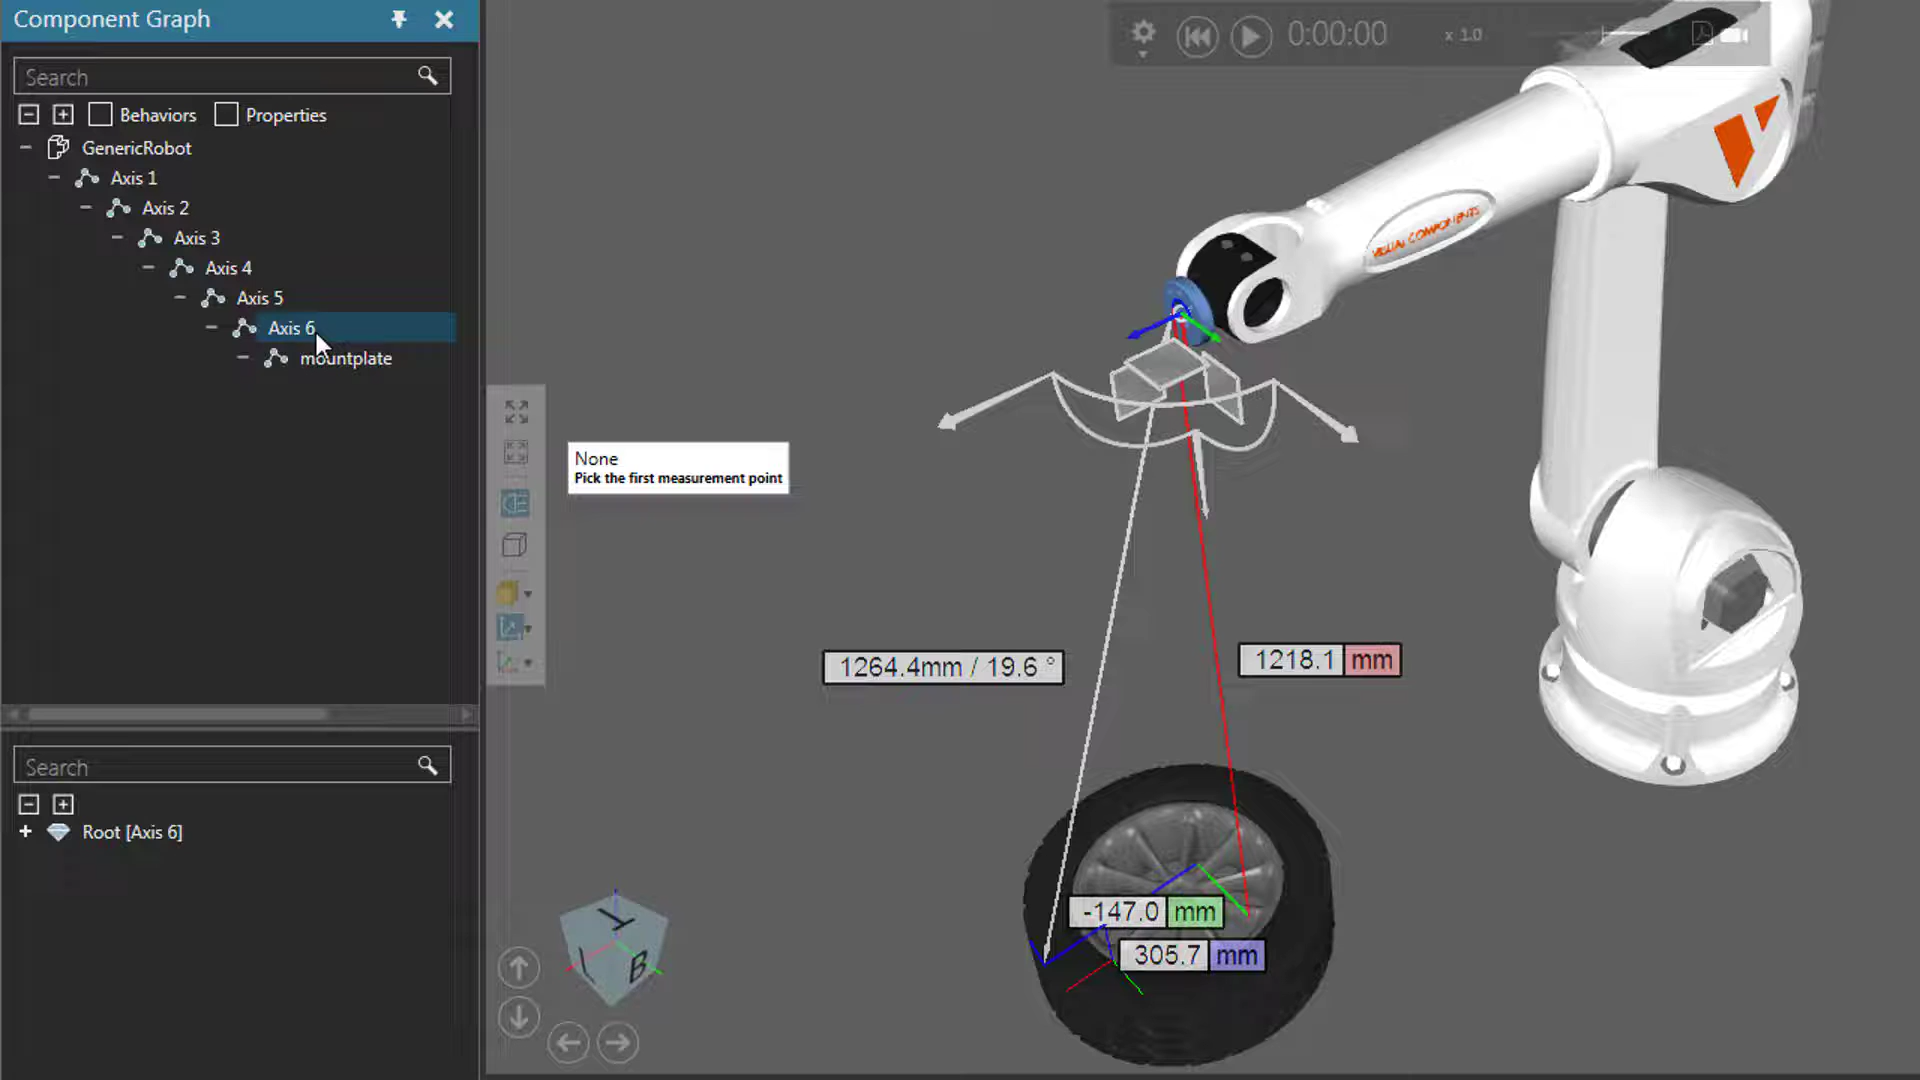 Component Graph
Search
Behaviors Properties
GenericRobot
Axis 1
Axis 2
Axis 3
Axis 4
Axis 5
Axis 6
mountplate
Search
Root [Axis 6]
0:00:00 x 1.0
VISUAL COMPONENTS
None
Pick the first measurement point
1264.4mm / 19.6 °
1218.1 mm
-147.0 mm
305.7 mm
B